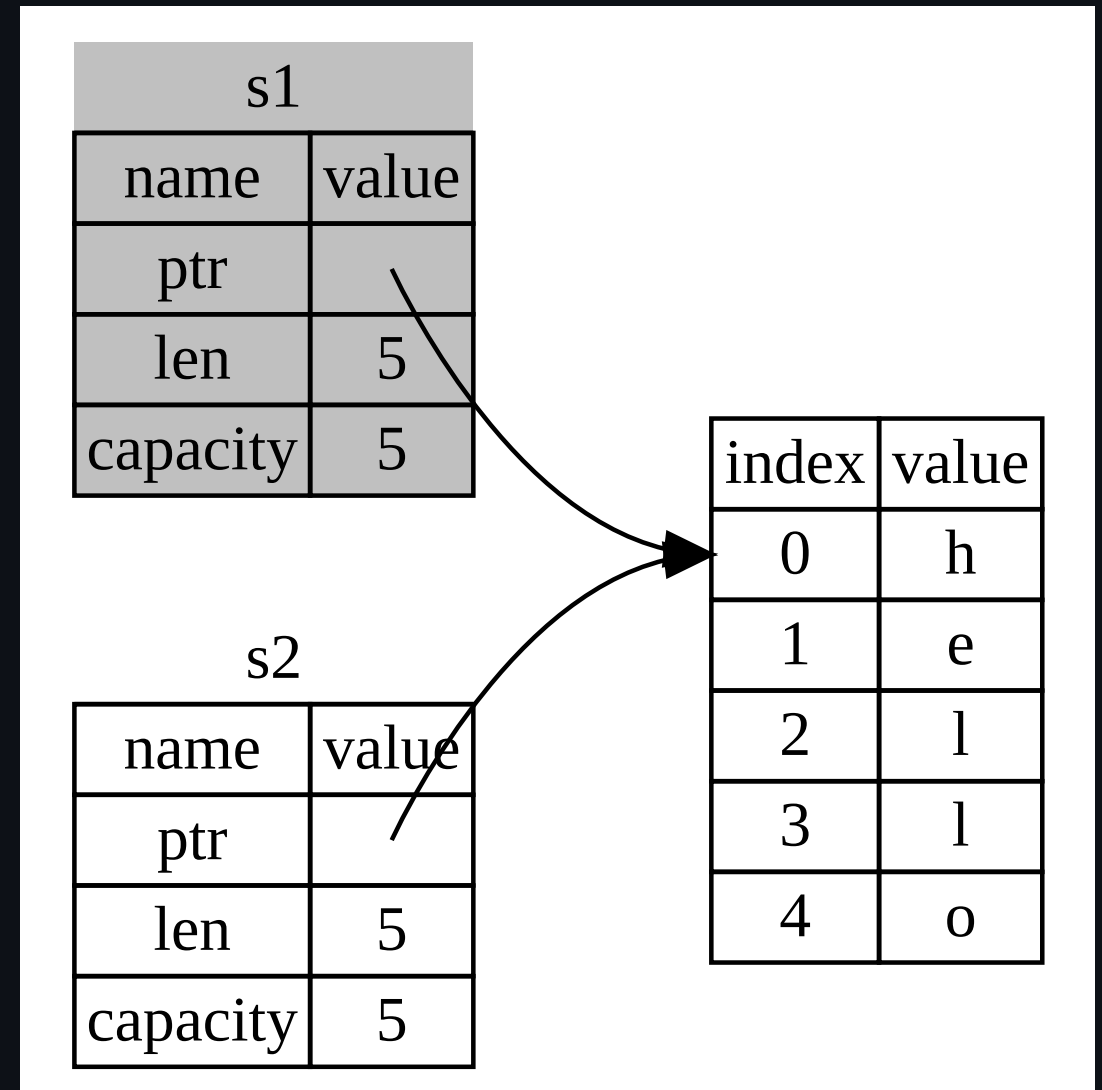 s1
name value
ptr
len 5
capacity 5
s2
name value
ptr
len 5
capacity 5
index value
0 h
1 e
2 l
3 l
4 o